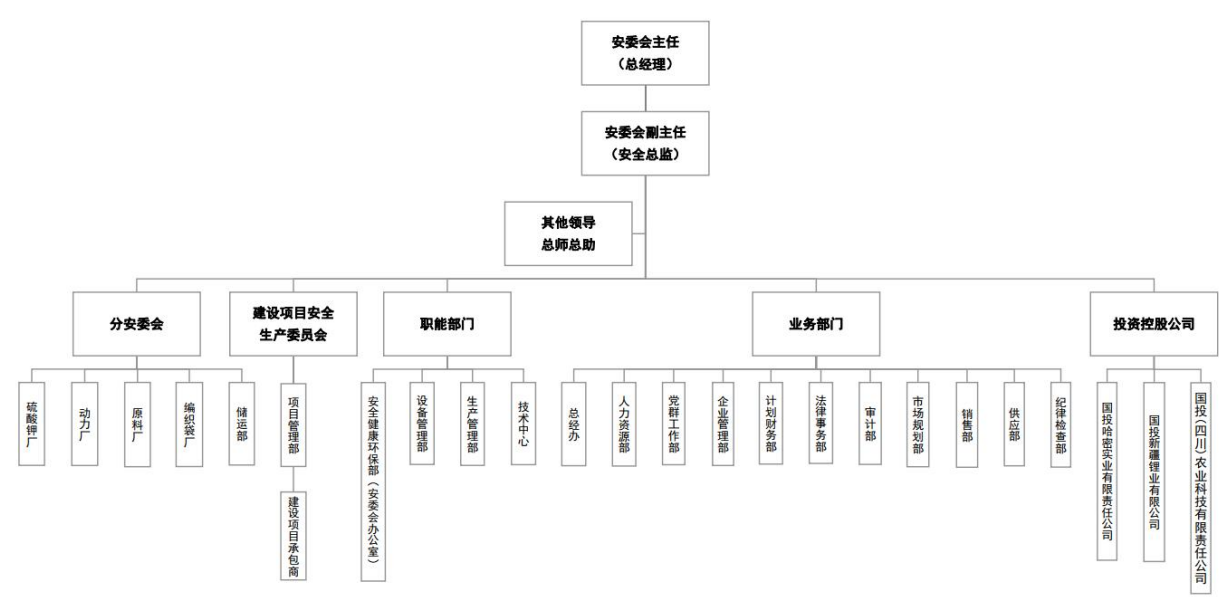 安委会主任
（总经理）
安委会副主任
（安全总监）
其他领导
总师总助
分安委会
建设项目安全
生产委员会
职能部门
业务部门
投资控股公司
硫酸钾厂
动力厂
原料厂
编织袋厂
储运部
项目管理部
建设项目承包商
安全健康环保部（安委会办公室）
设备管理部
生产管理部
技术中心
总经办
人力资源部
党群工作部
企业管理部
计划财务部
法律事务部
审计部
市场规划部
销售部
供应部
纪律检查部
国投哈密实业有限责任公司
国投新疆锂业有限公司
国投（四川）农业科技有限责任公司